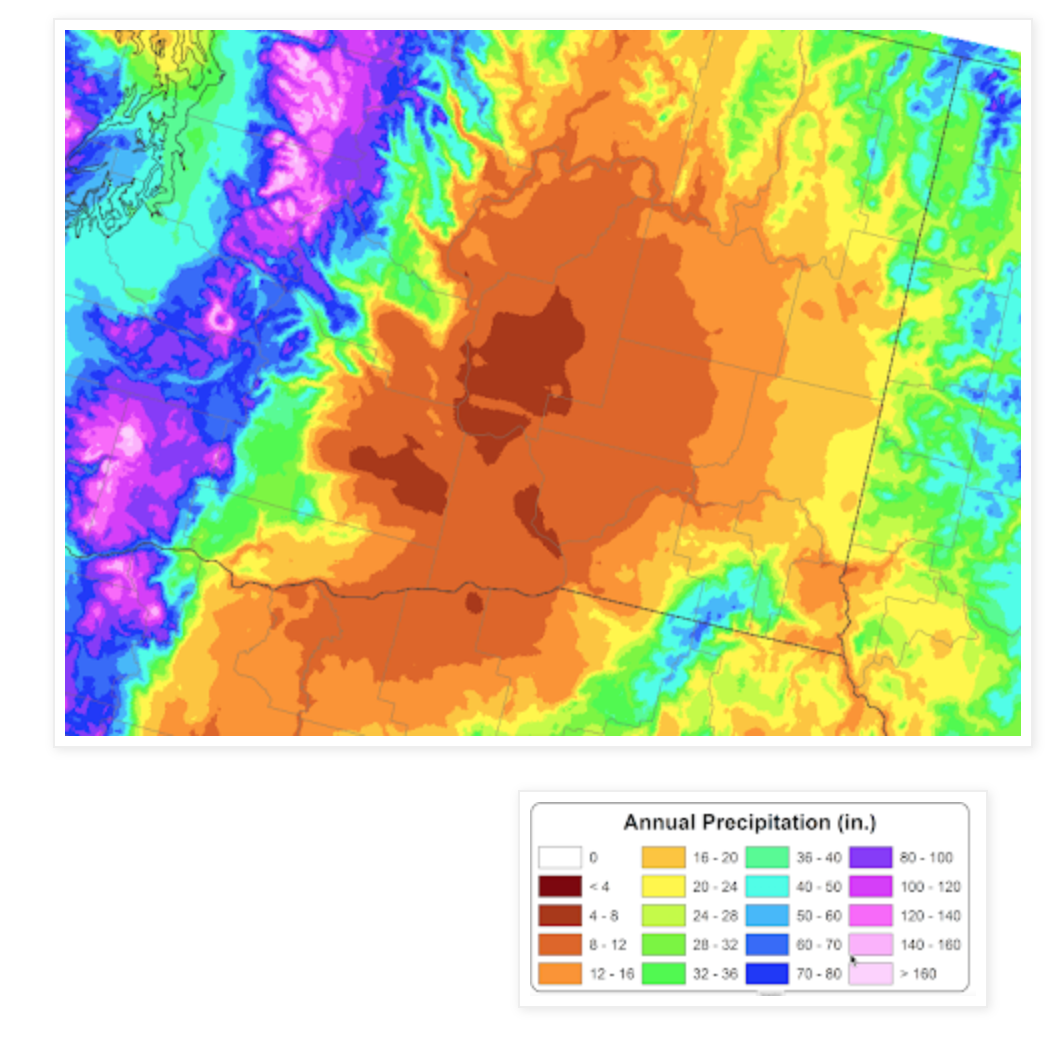 Annual Precipitation (in.)
0 16 - 20 36 - 40 80 - 100
< 4 20 - 24 40 - 50 100 - 120
4 - 8 24 - 28 50 - 60 120 - 140
8 - 12 28 - 32 60 - 70 140 - 160
12 - 16 32 - 36 70 - 80 > 160